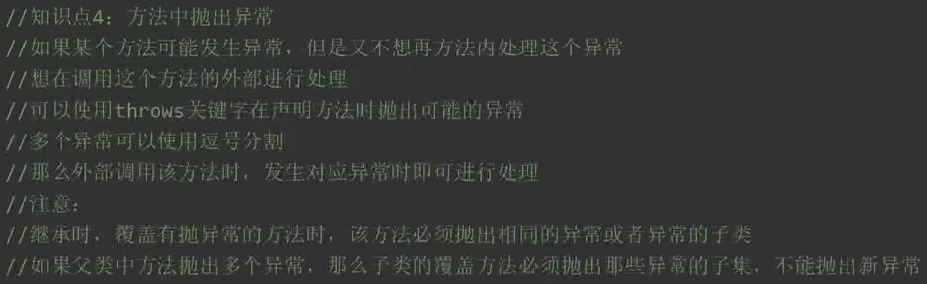 //知识点4：方法中抛出异常
//如果某个方法可能发生异常，但是又不想再方法内处理这个异常
//想在调用这个方法的外部进行处理
//可以使用throws关键字在声明方法时抛出可能的异常
//多个异常可以使用逗号分割
//那么外部调用该方法时，发生对应异常时即可进行处理
//注意：
//继承时，覆盖有抛异常的方法时，该方法必须抛出相同的异常或者异常的子类
//如果父类中方法抛出多个异常，那么子类的覆盖方法必须抛出那些异常的子集，不能抛出新异常